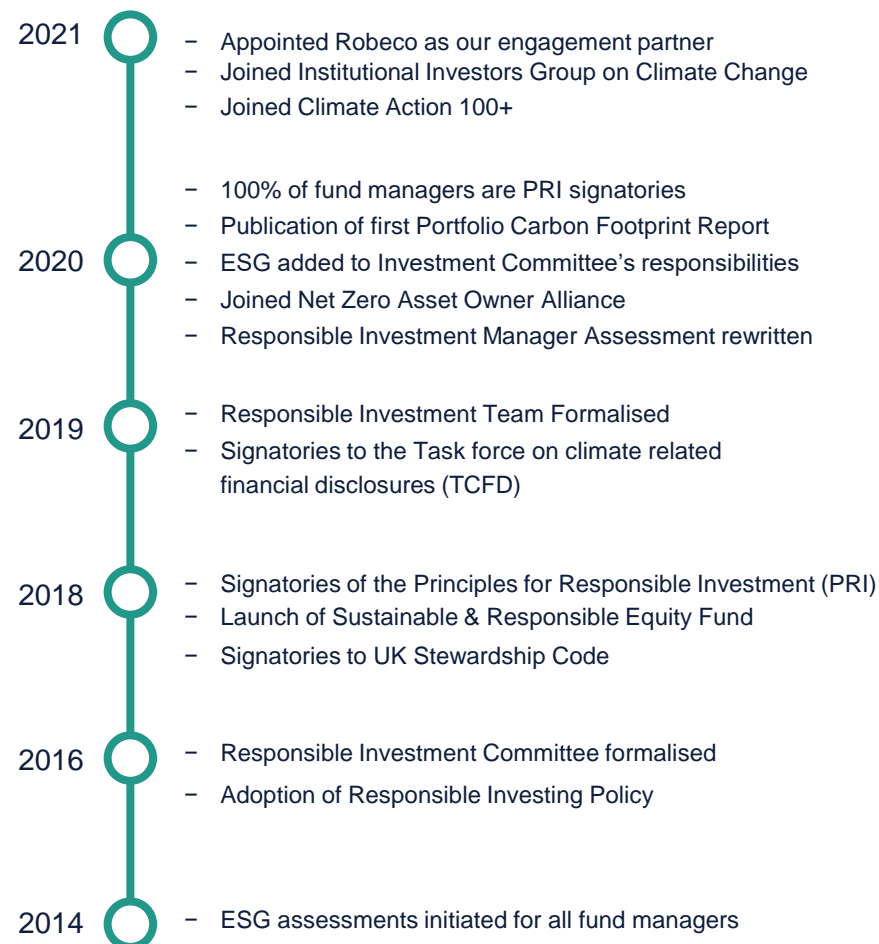 2021
− Appointed Robeco as our engagement partner
− Joined Institutional Investors Group on Climate Change
− Joined Climate Action 100+
− 100% of fund managers are PRI signatories
− Publication of first Portfolio Carbon Footprint Report
2020
− ESG added to Investment Committee’s responsibilities
− Joined Net Zero Asset Owner Alliance
− Responsible Investment Manager Assessment rewritten
2019
− Responsible Investment Team Formalised
− Signatories to the Task force on climate related
financial disclosures (TCFD)
2018
− Signatories of the Principles for Responsible Investment (PRI)
− Launch of Sustainable & Responsible Equity Fund
− Signatories to UK Stewardship Code
2016
− Responsible Investment Committee formalised
− Adoption of Responsible Investing Policy
2014
− ESG assessments initiated for all fund managers